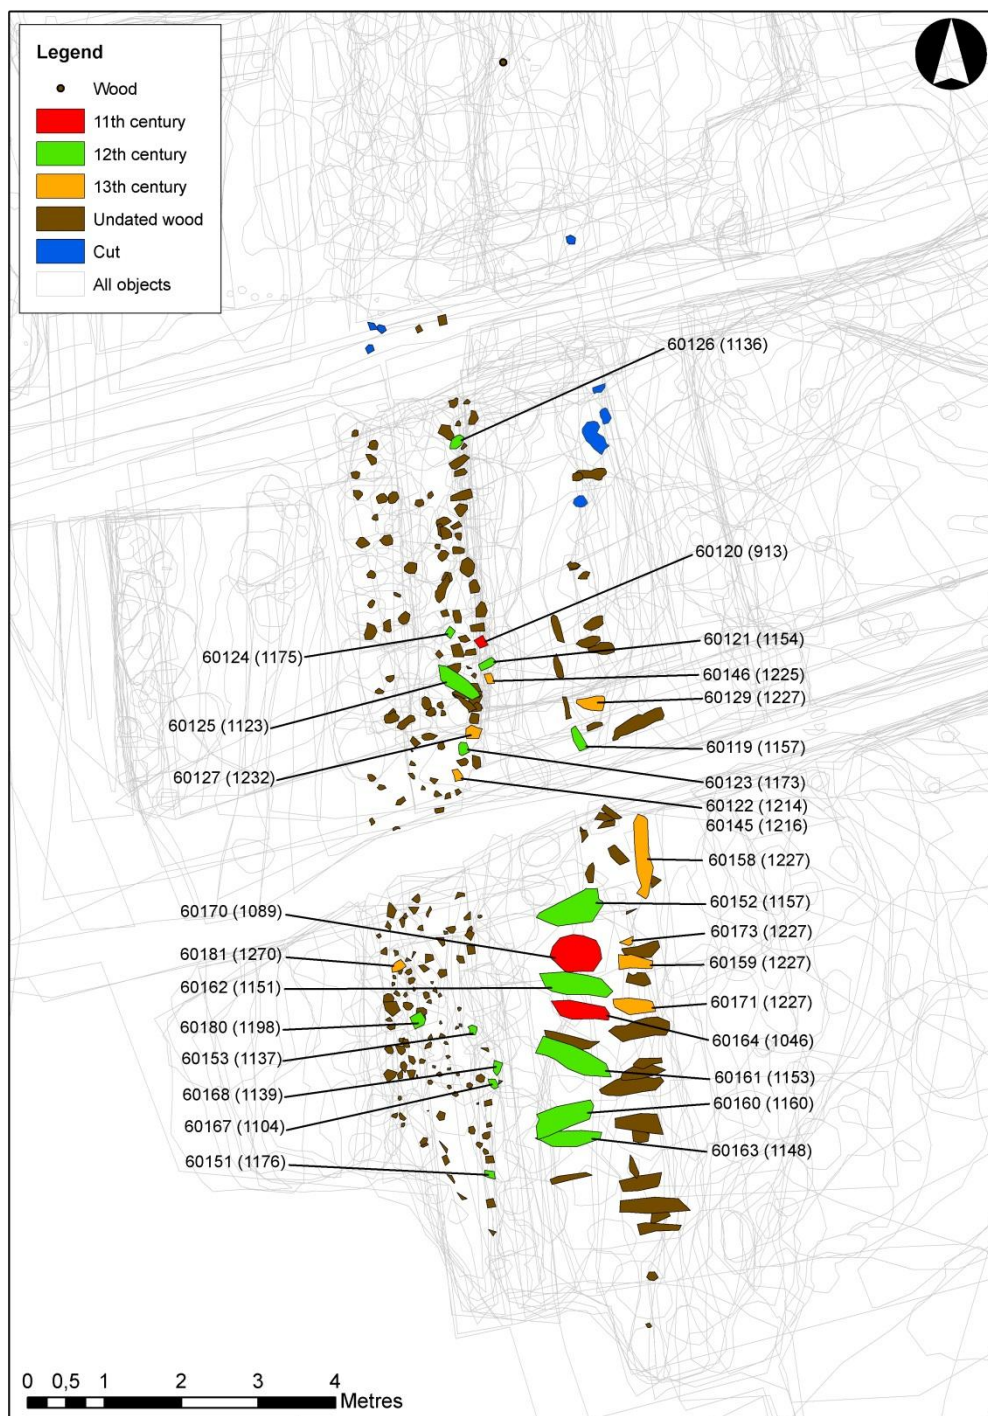 Legend
Wood
11th century
12th century
13th century
Undated wood
Cut
All objects
60126 (1136)
60120 (913)
60124 (1175)
60121 (1154)
60146 (1225)
60129 (1227)
60125 (1123)
60119 (1157)
60127 (1232)
60123 (1173)
60122 (1214)
60145 (1216)
60158 (1227)
60152 (1157)
60170 (1089)
60173 (1227)
60181 (1270)
60159 (1227)
60162 (1151)
60171 (1227)
60180 (1198)
60164 (1046)
60153 (1137)
60161 (1153)
60168 (1139)
60160 (1160)
60167 (1104)
60163 (1148)
60151 (1176)
0 0,5 1 2 3 4
Metres